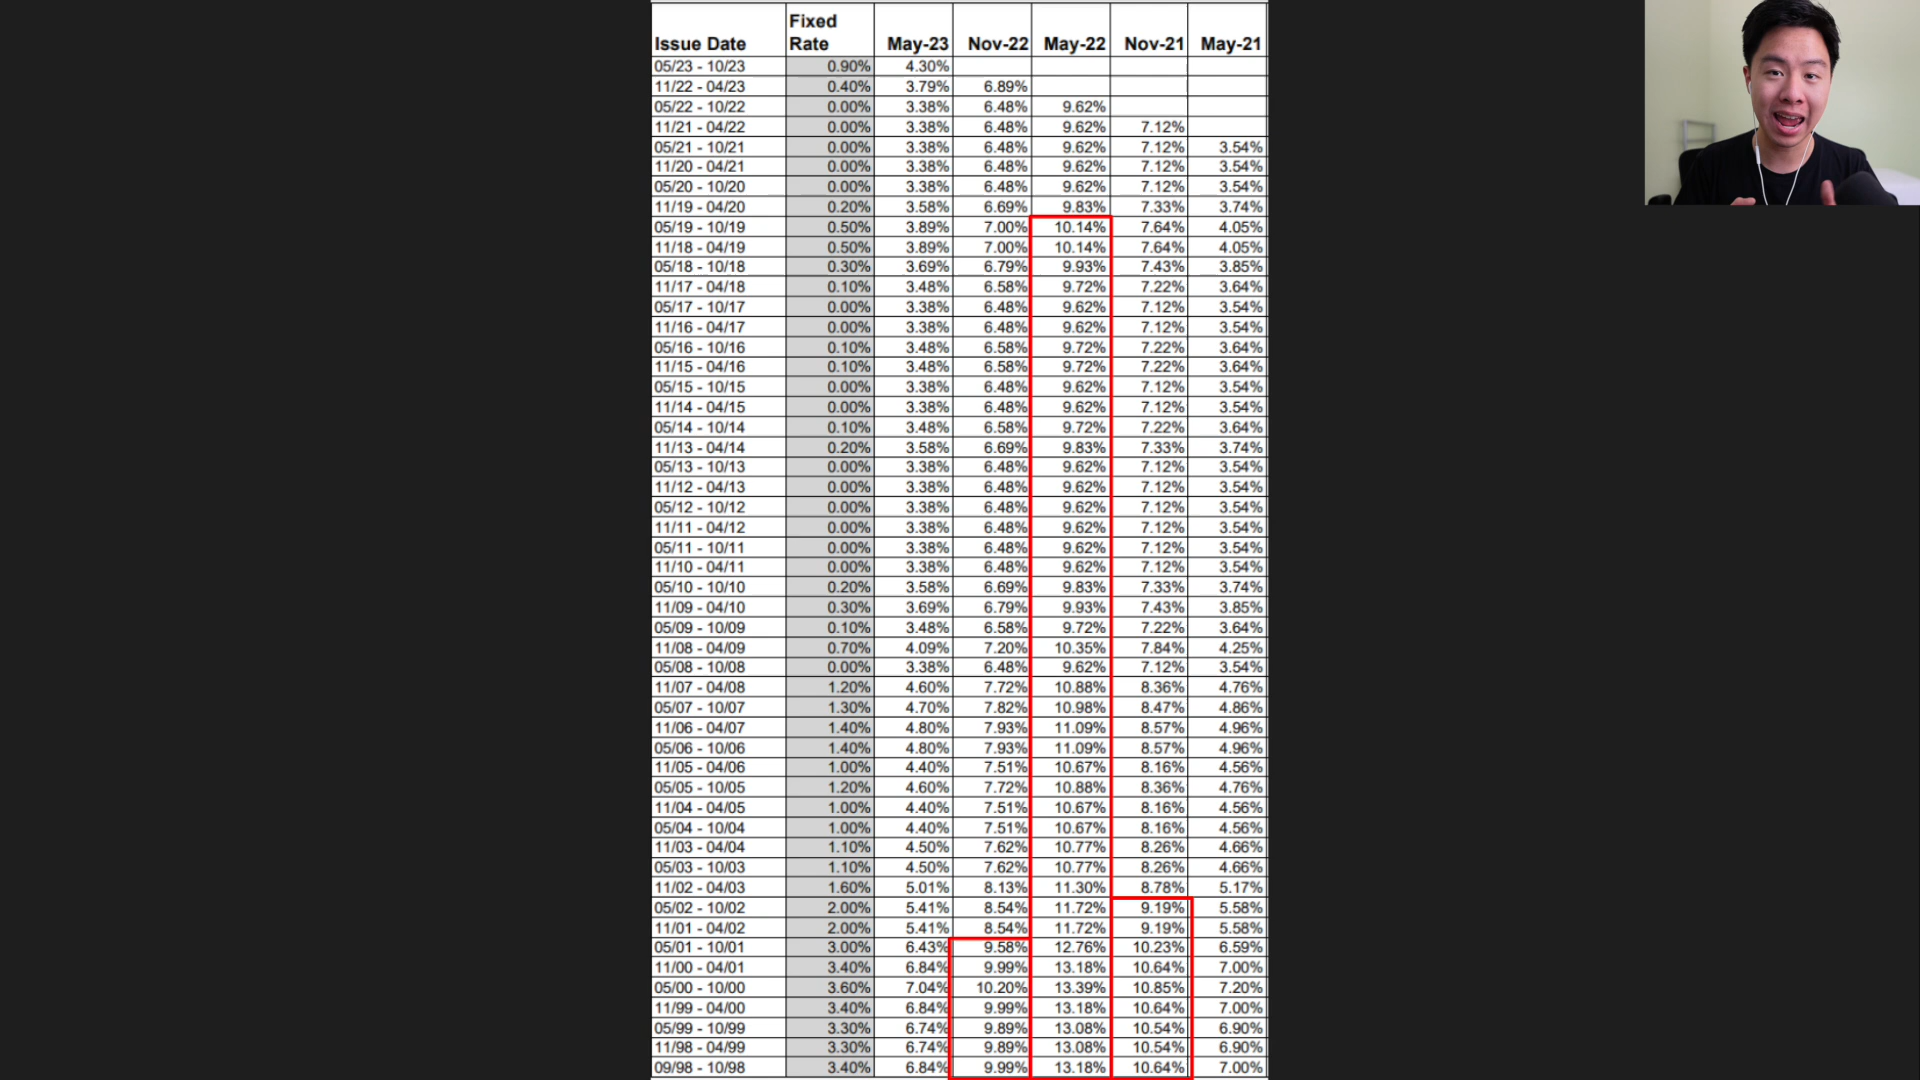 Issue Date Fixed Rate May-23 Nov-22 May-22 Nov-21 May-21
05/23 - 10/23 0.90% 4.30%
11/22 - 04/23 0.40% 3.79% 6.89%
05/22 - 10/22 0.00% 3.38% 6.48% 9.62%
11/21 - 04/22 0.00% 3.38% 6.48% 9.62% 7.12%
05/21 - 10/21 0.00% 3.38% 6.48% 9.62% 7.12% 3.54%
11/20 - 04/21 0.00% 3.38% 6.48% 9.62% 7.12% 3.54%
05/20 - 10/20 0.00% 3.38% 6.48% 9.62% 7.12% 3.54%
11/19 - 04/20 0.20% 3.58% 6.69% 9.83% 7.33% 3.74%
05/19 - 10/19 0.50% 3.89% 7.00% 10.14% 7.64% 4.05%
11/18 - 04/19 0.50% 3.89% 7.00% 10.14% 7.64% 4.05%
05/18 - 10/18 0.30% 3.69% 6.79% 9.93% 7.43% 3.85%
11/17 - 04/18 0.10% 3.48% 6.58% 9.72% 7.22% 3.64%
05/17 - 10/17 0.00% 3.38% 6.48% 9.62% 7.12% 3.54%
11/16 - 04/17 0.00% 3.38% 6.48% 9.62% 7.12% 3.54%
05/16 - 10/16 0.10% 3.48% 6.58% 9.72% 7.22% 3.64%
11/15 - 04/16 0.10% 3.48% 6.58% 9.72% 7.22% 3.64%
05/15 - 10/15 0.00% 3.38% 6.48% 9.62% 7.12% 3.54%
11/14 - 04/15 0.00% 3.38% 6.48% 9.62% 7.12% 3.54%
05/14 - 10/14 0.10% 3.48% 6.58% 9.72% 7.22% 3.64%
11/13 - 04/14 0.20% 3.58% 6.69% 9.83% 7.33% 3.74%
05/13 - 10/13 0.00% 3.38% 6.48% 9.62% 7.12% 3.54%
11/12 - 04/13 0.00% 3.38% 6.48% 9.62% 7.12% 3.54%
05/12 - 10/12 0.00% 3.38% 6.48% 9.62% 7.12% 3.54%
11/11 - 04/12 0.00% 3.38% 6.48% 9.62% 7.12% 3.54%
05/11 - 10/11 0.00% 3.38% 6.48% 9.62% 7.12% 3.54%
11/10 - 04/11 0.00% 3.38% 6.48% 9.62% 7.12% 3.54%
05/10 - 10/10 0.20% 3.58% 6.69% 9.83% 7.33% 3.74%
11/09 - 04/10 0.30% 3.69% 6.79% 9.93% 7.43% 3.85%
05/09 - 10/09 0.10% 3.48% 6.58% 9.72% 7.22% 3.64%
11/08 - 04/09 0.70% 4.09% 7.20% 10.35% 7.84% 4.25%
05/08 - 10/08 0.00% 3.38% 6.48% 9.62% 7.12% 3.54%
11/07 - 04/08 1.20% 4.60% 7.72% 10.88% 8.36% 4.76%
05/07 - 10/07 1.30% 4.70% 7.82% 10.98% 8.47% 4.86%
11/06 - 04/07 1.40% 4.80% 7.93% 11.09% 8.57% 4.96%
05/06 - 10/06 1.40% 4.80% 7.93% 11.09% 8.57% 4.96%
11/05 - 04/06 1.00% 4.40% 7.51% 10.67% 8.16% 4.56%
05/05 - 10/05 1.20% 4.60% 7.72% 10.88% 8.36% 4.76%
11/04 - 04/05 1.00% 4.40% 7.51% 10.67% 8.16% 4.56%
05/04 - 10/04 1.00% 4.40% 7.51% 10.67% 8.16% 4.56%
11/03 - 04/04 1.10% 4.50% 7.62% 10.77% 8.26% 4.66%
05/03 - 10/03 1.10% 4.50% 7.62% 10.77% 8.26% 4.66%
11/02 - 04/03 1.60% 5.01% 8.13% 11.30% 8.78% 5.17%
05/02 - 10/02 2.00% 5.41% 8.54% 11.72% 9.19% 5.58%
11/01 - 04/02 2.00% 5.41% 8.54% 11.72% 9.19% 5.58%
05/01 - 10/01 3.00% 6.43% 9.58% 12.76% 10.23% 6.59%
11/00 - 04/01 3.40% 6.84% 9.99% 13.18% 10.64% 7.00%
05/00 - 10/00 3.60% 7.04% 10.20% 13.39% 10.85% 7.20%
11/99 - 04/00 3.40% 6.84% 9.99% 13.18% 10.64% 7.00%
05/99 - 10/99 3.30% 6.74% 9.89% 13.08% 10.54% 6.90%
11/98 - 04/99 3.30% 6.74% 9.89% 13.08% 10.54% 6.90%
09/98 - 10/98 3.40% 6.84% 9.99% 13.18% 10.64% 7.00%